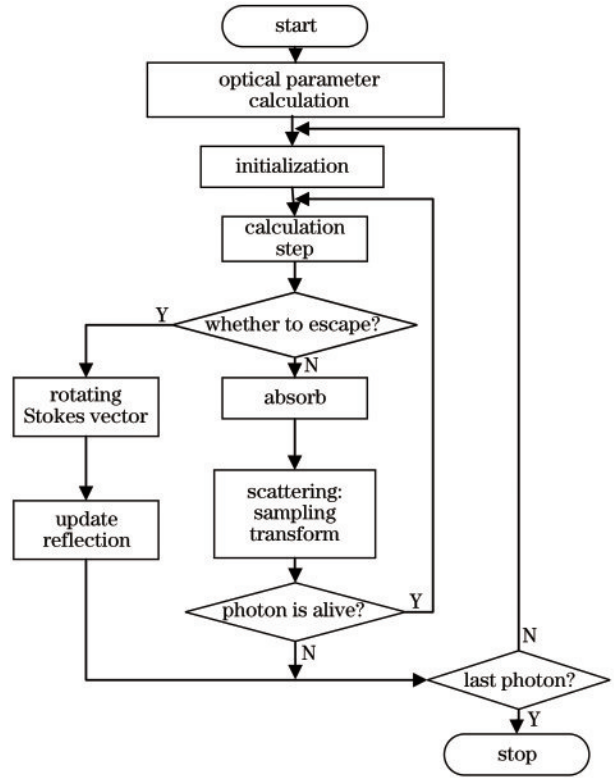 start
optical parameter
calculation
initialization
calculation
step
Y
whether to escape?
N
rotating
Stokes vector
absorb
update
reflection
scattering:
sampling
transform
photon is alive?
Y
N
N
last photon?
Y
stop